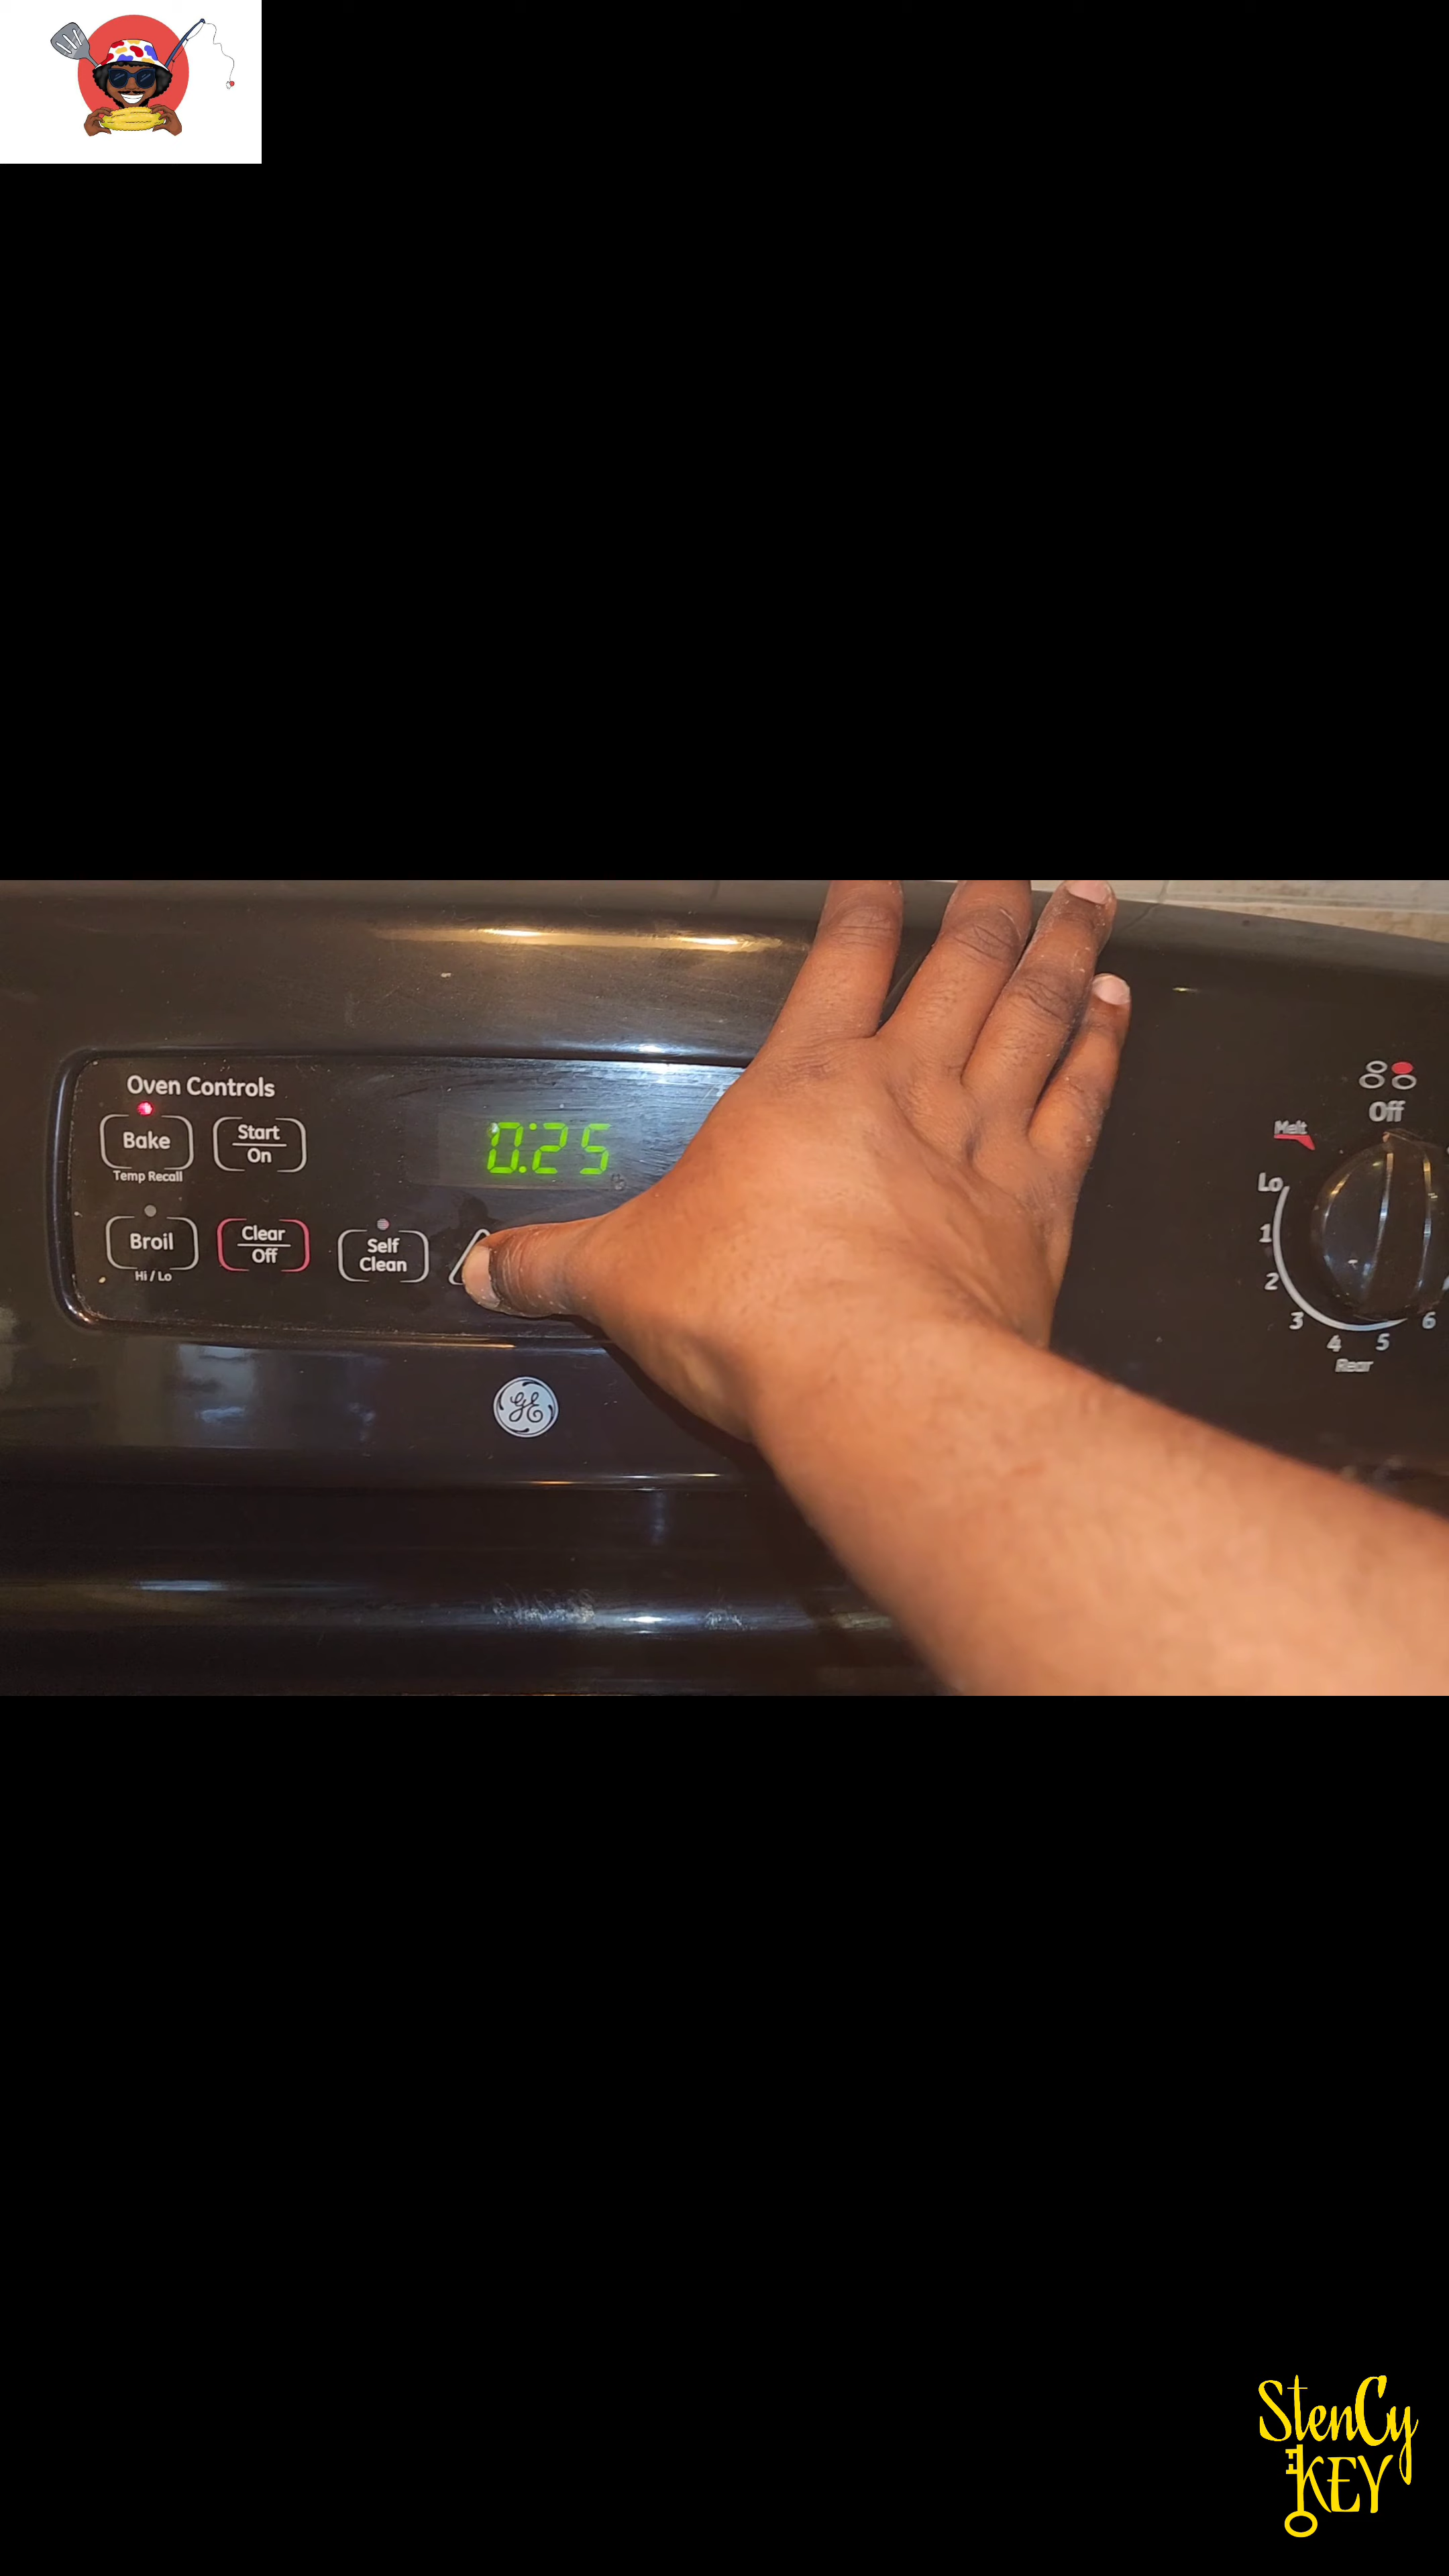 Oven Controls
Bake
Start
On
Temp Recall
0:25
Broil
Clear
Off
Self
Clean
Hi / Lo
GE
Off
Melt
Lo
1
2
3
4
5
6
Rear
StenCy
KEY